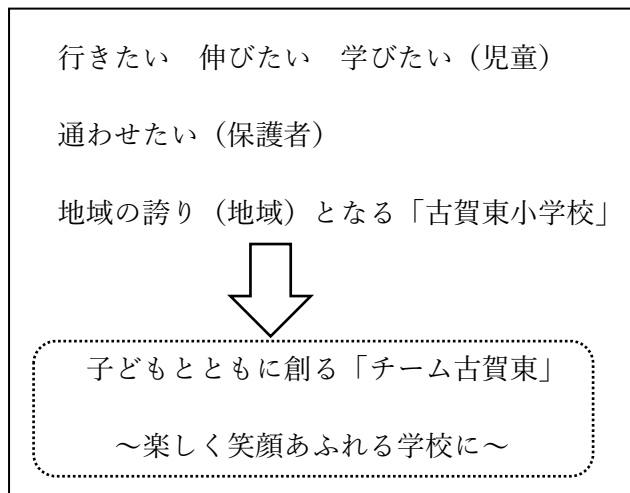 行きたい　伸びたい　学びたい（児童）
通わせたい（保護者）
地域の誇り（地域）となる「古賀東小学校」
子どもとともに創る「チーム古賀東」
～楽しく笑顔あふれる学校に～